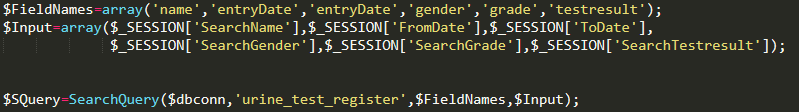 $FieldNames=array('name','entryDate','entryDate','gender','grade','testresult');
$Input=array($_SESSION['SearchName'],$_SESSION['FromDate'],$_SESSION['ToDate'],
$_SESSION['SearchGender'],$_SESSION['SearchGrade'],$_SESSION['SearchTestresult']);
$SQuery=SearchQuery($dbconn,'urine_test_register',$FieldNames,$Input);